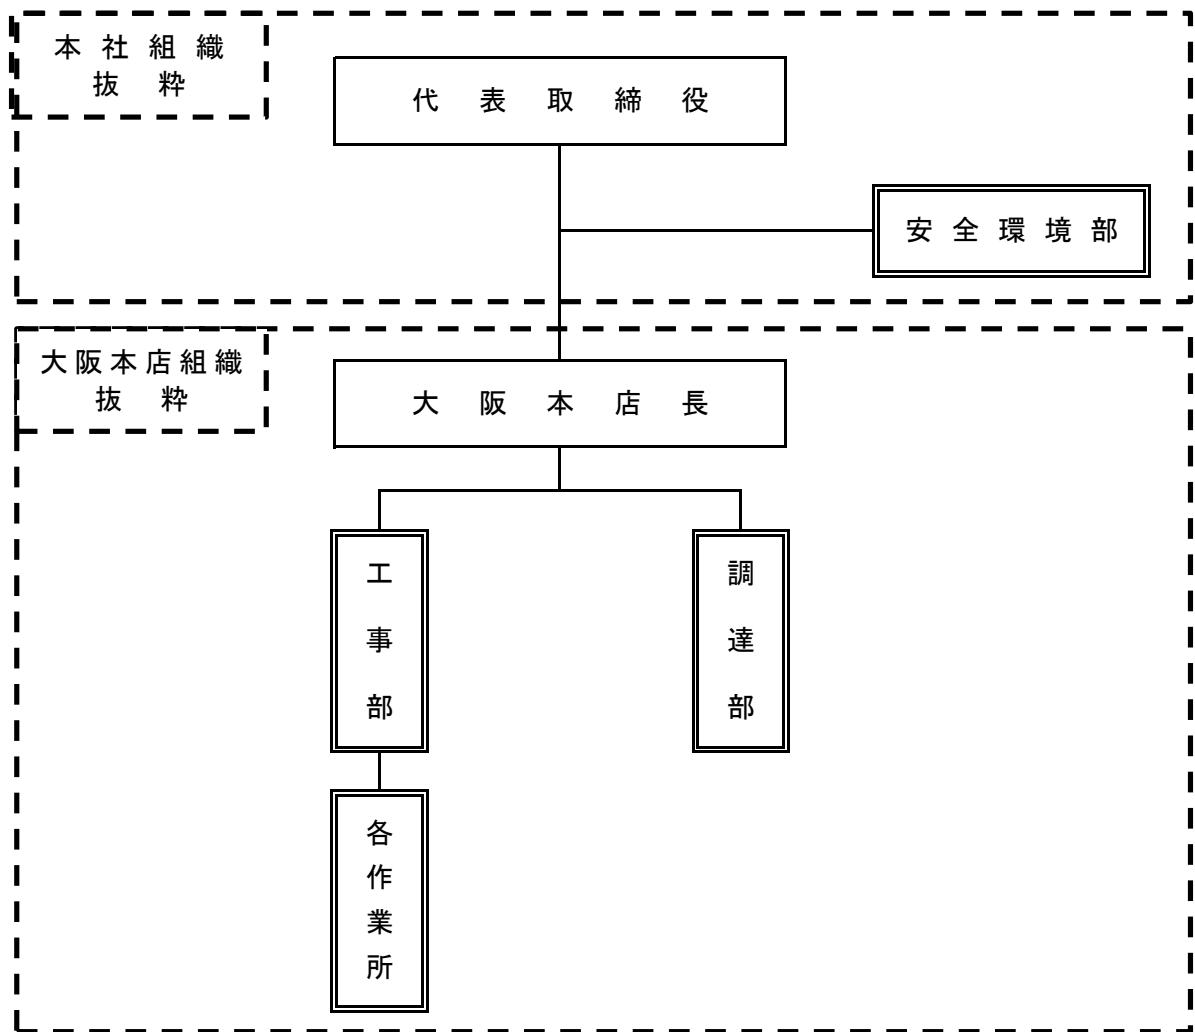 本社組織
抜粋
代表取締役
安全環境部
大阪本店組織
抜粋
大阪本店長
工事部
調達部
各作業所